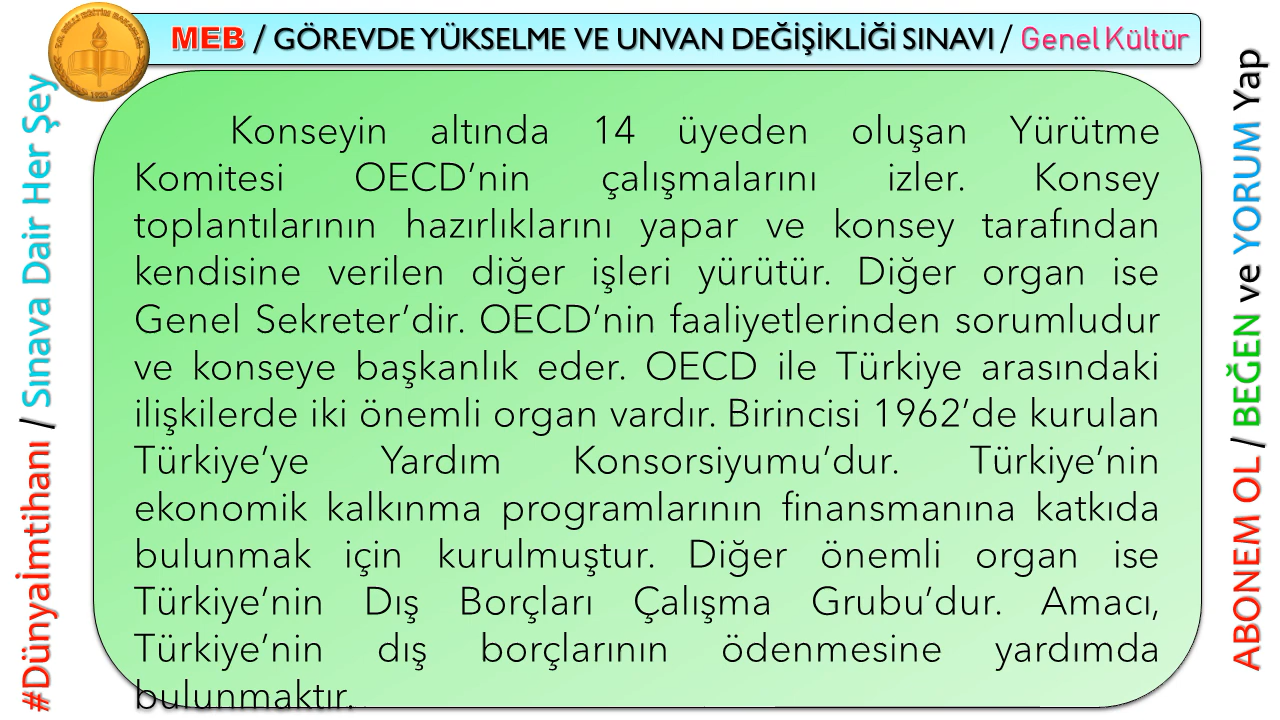 MEB / GÖREVDE YÜKSELME VE UNVAN DEĞİŞİKLİĞİ SINAVI / Genel Kültür
#Dünyaİmtihanı / Sınava Dair Her Şey
Konseyin altında 14 üyeden oluşan Yürütme
Komitesi OECD’nin çalışmalarını izler. Konsey
toplantılarının hazırlıklarını yapar ve konsey tarafından
kendisine verilen diğer işleri yürütür. Diğer organ ise
Genel Sekreter’dir. OECD’nin faaliyetlerinden sorumludur
ve konseye başkanlık eder. OECD ile Türkiye arasındaki
ilişkilerde iki önemli organ vardır. Birincisi 1962’de kurulan
Türkiye’ye Yardım Konsorsiyumu’dur. Türkiye’nin
ekonomik kalkınma programlarının finansmanına katkıda
bulunmak için kurulmuştur. Diğer önemli organ ise
Türkiye’nin Dış Borçları Çalışma Grubu’dur. Amacı,
Türkiye’nin dış borçlarının ödenmesine yardımda
bulunmaktır.
ABONEM OL / BEĞEN ve YORUM Yap